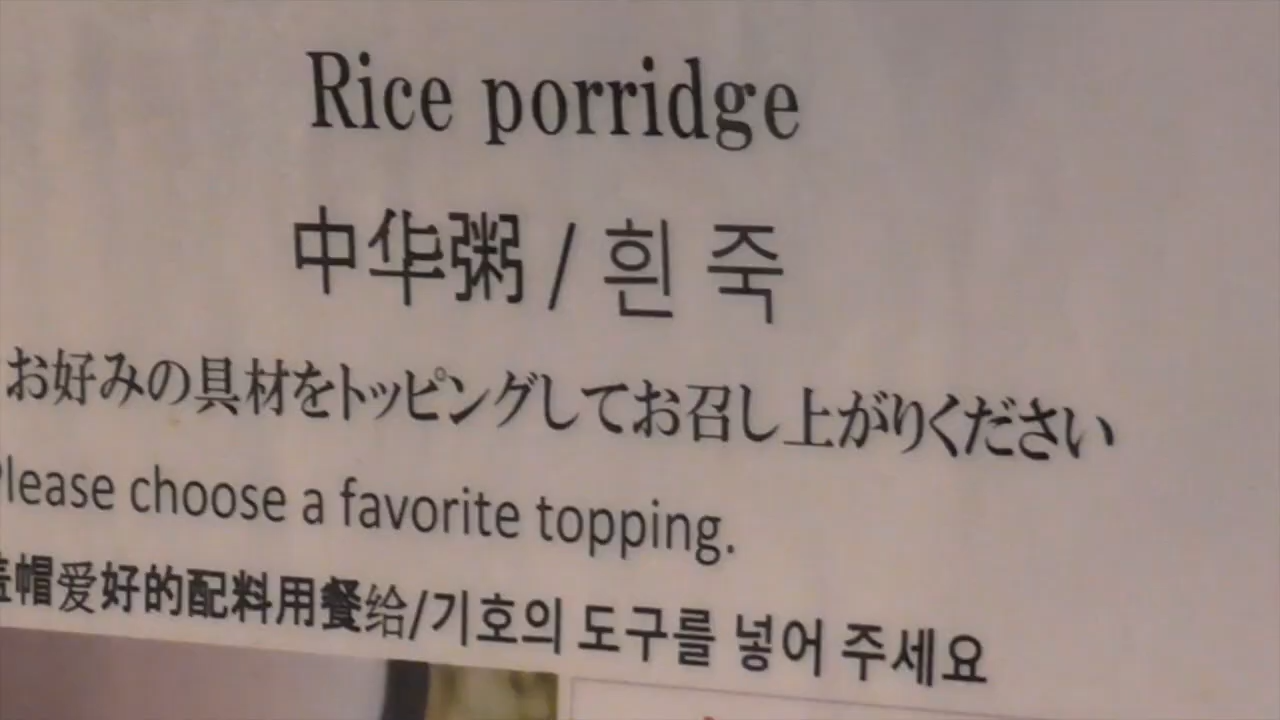 Rice porridge
中华粥 / 흰 죽
お好みの具材をトッピングしてお召し上がりください
Please choose a favorite topping.
盖帽爱好的配料用餐给/기호의 도구를 넣어 주세요